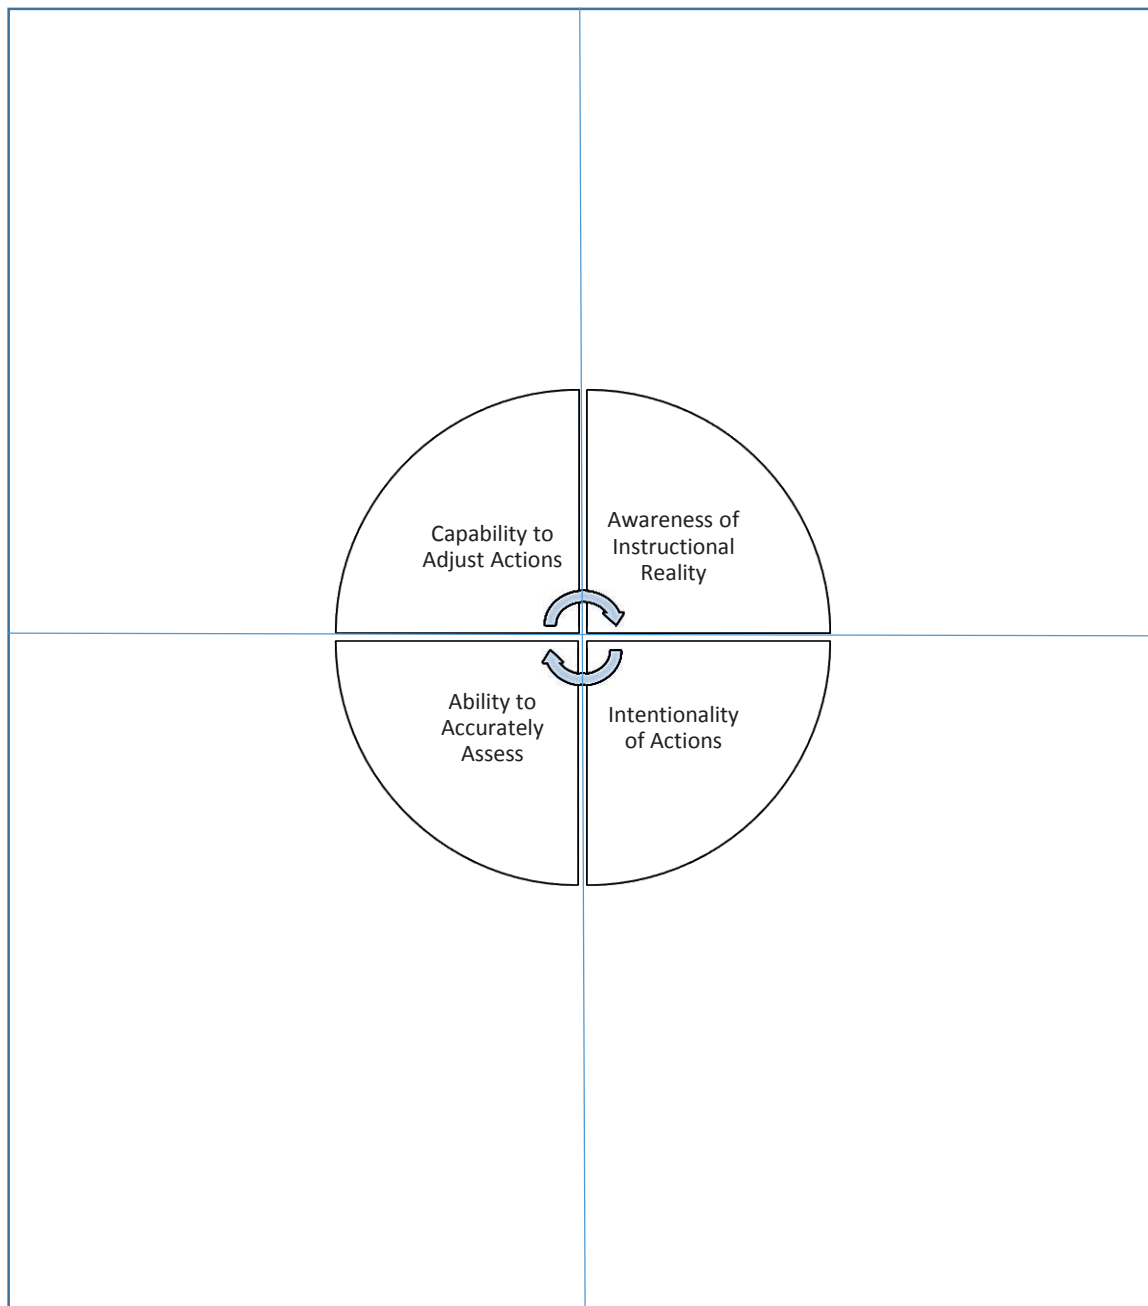 Capability to
Adjust Actions
Awareness of
Instructional
Reality
Ability to
Accurately
Assess
Intentionality
of Actions